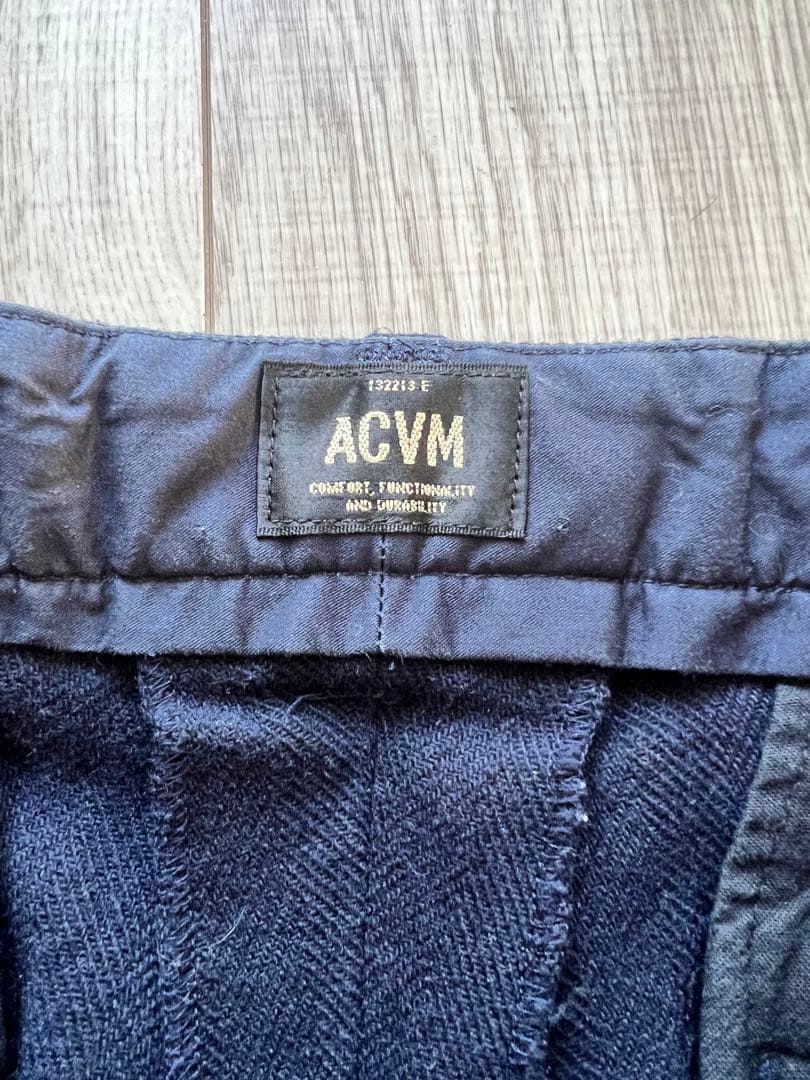 132213 E
ACVM
COMFORT, FUNCTIONALITY
AND DURABILITY